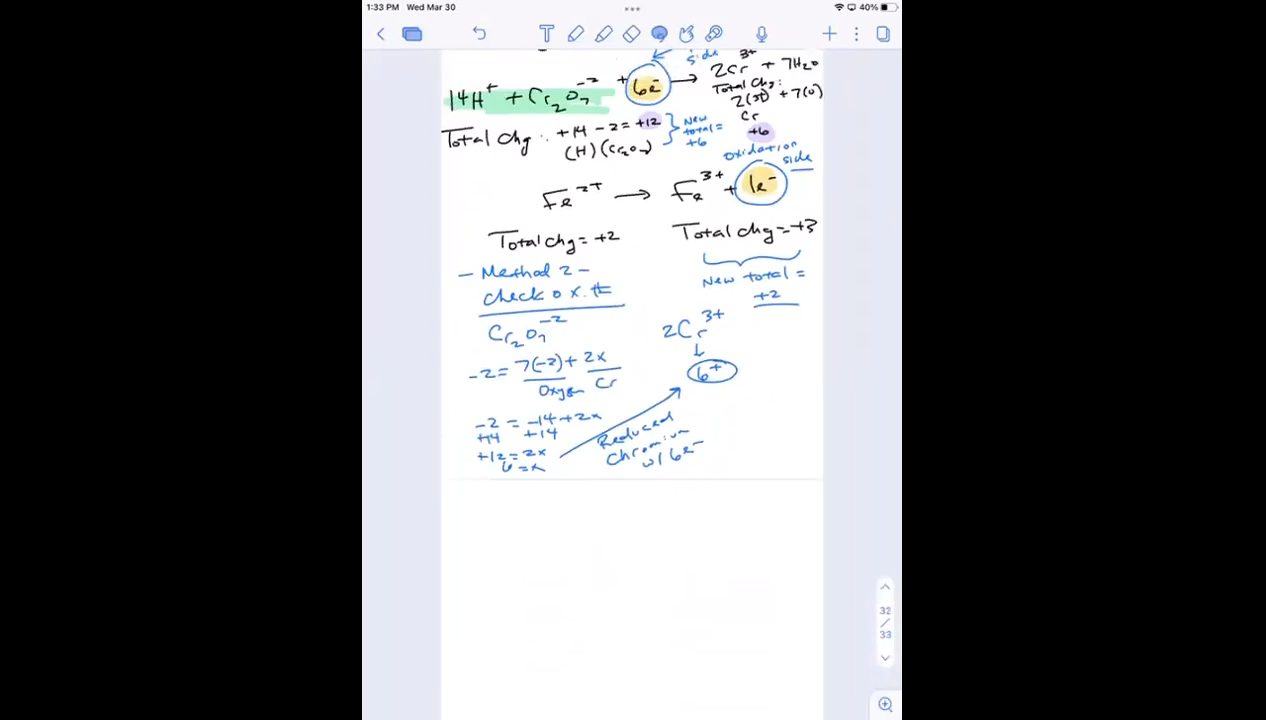 1:33 PM Wed Mar 30
40%
side
14H⁺ + Cr₂O₇⁻² + 6e⁻ → 2Cr³⁺ + 7H₂O
Total chg:
2(3⁺) + 7(0)
Cr
+6
Total chg: +14 - 2 = +12
(H) (Cr₂O₇)
} New total = +6
oxidation side
Fe²⁺ → Fe³⁺ + 1e⁻
Total chg = +2
Total chg = +3
New total =
+2
- Method 2 -
check ox. #
Cr₂O₇⁻²
-2 = 7(-2) + 2x
Oxygen Cr
-2 = -14 + 2x
+14 +14
+12 = 2x
6 = x
2Cr³⁺
↓
6⁺
Reduced
Chromium
w/ 6e⁻
32
/
33